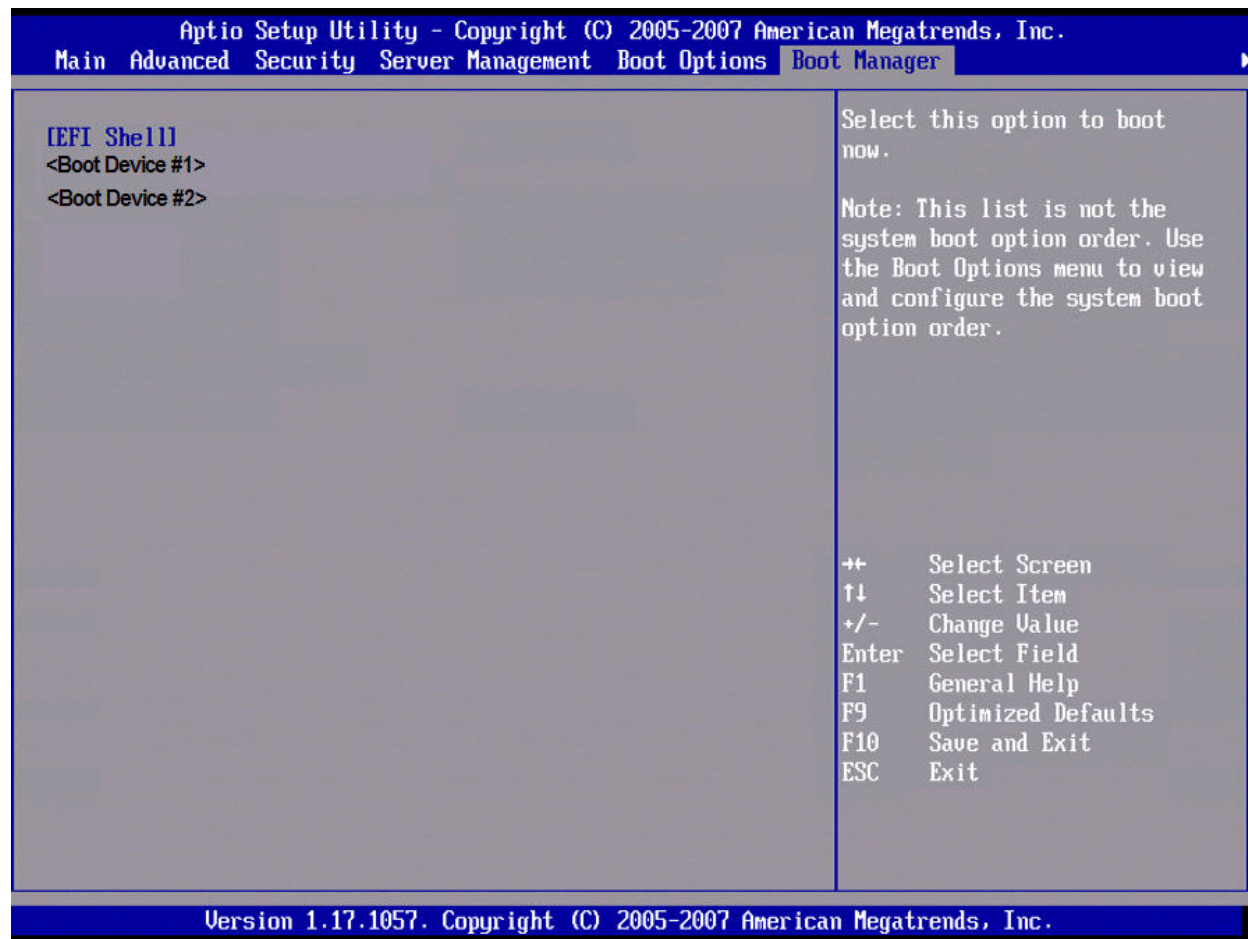 Aptio Setup Utility - Copyright (C) 2005-2007 American Megatrends, Inc.
Main Advanced Security Server Management Boot Options Boot Manager
[EFI Shell]
<Boot Device #1>
<Boot Device #2>
Select this option to boot
now.
Note: This list is not the
system boot option order. Use
the Boot Options menu to view
and configure the system boot
option order.
→← Select Screen
↑↓ Select Item
+/- Change Value
Enter Select Field
F1 General Help
F9 Optimized Defaults
F10 Save and Exit
ESC Exit
Version 1.17.1057. Copyright (C) 2005-2007 American Megatrends, Inc.